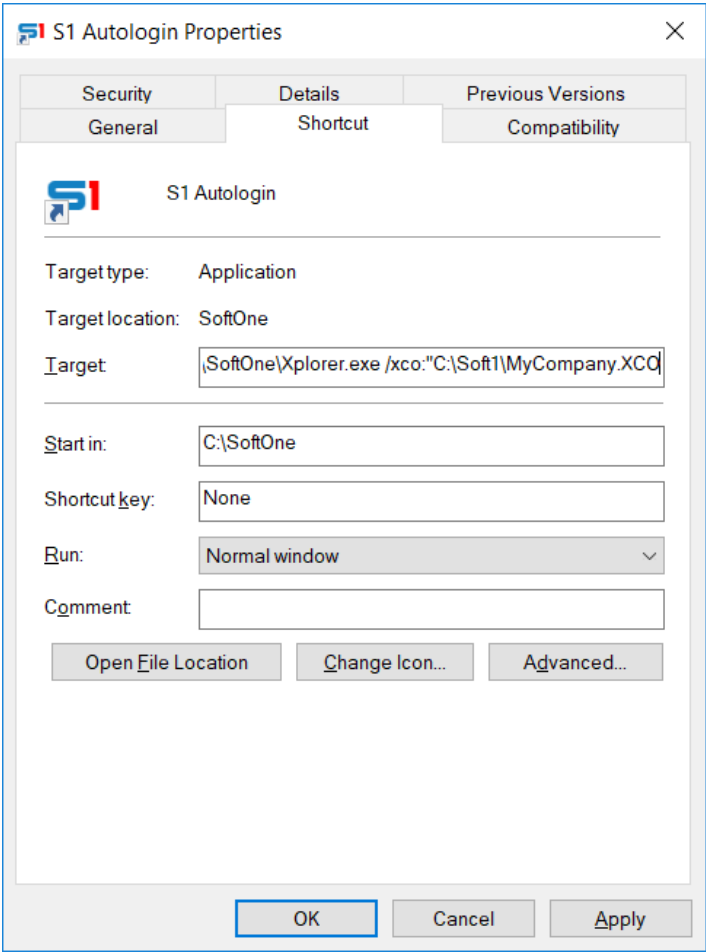 S1 Autologin Properties
Security Details Previous Versions
General Shortcut Compatibility
S1 S1 Autologin
Target type: Application
Target location: SoftOne
Target: \SoftOne\Xplorer.exe /xco:"C:\Soft1\MyCompany.XCO
Start in: C:\SoftOne
Shortcut key: None
Run: Normal window
Comment:
Open File Location Change Icon... Advanced...
OK Cancel Apply